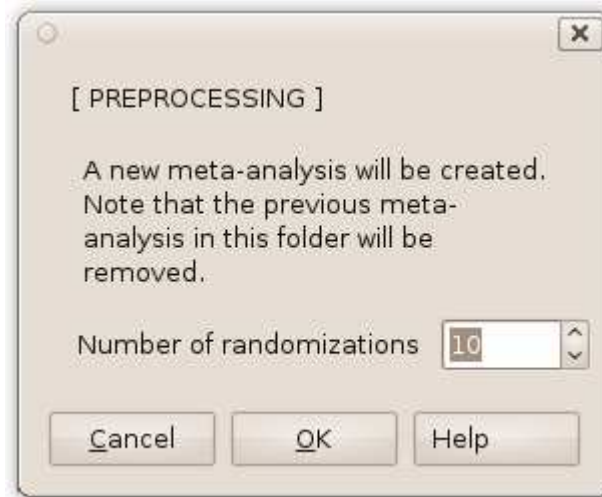 [ PREPROCESSING ]
A new meta-analysis will be created.
Note that the previous meta-
analysis in this folder will be
removed.
Number of randomizations 10
Cancel OK Help